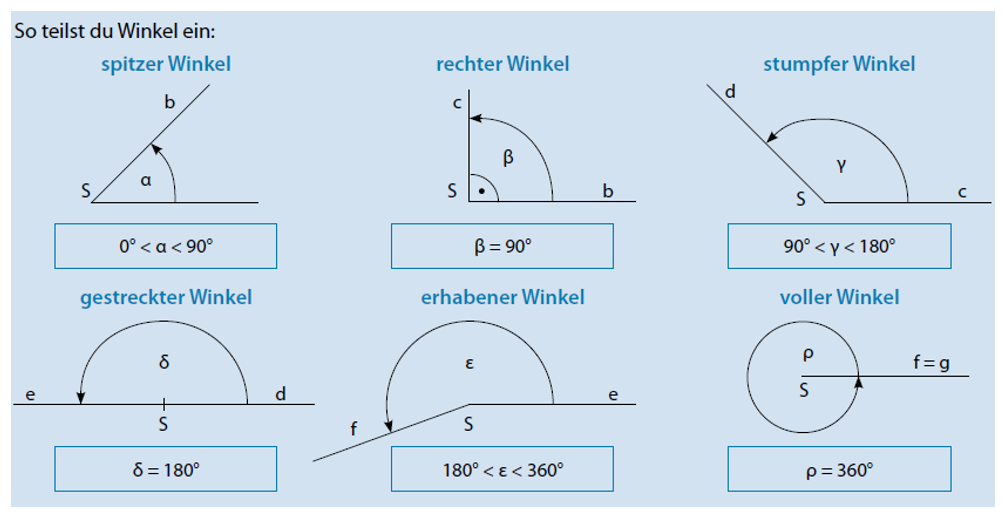 So teilst du Winkel ein:
spitzer Winkel
b
S
α
0° < α < 90°
rechter Winkel
c
β
S
b
β = 90°
stumpfer Winkel
d
γ
S
c
90° < γ < 180°
gestreckter Winkel
δ
e
d
S
δ = 180°
erhabener Winkel
ε
e
f
S
180° < ε < 360°
voller Winkel
ρ
f = g
S
ρ = 360°